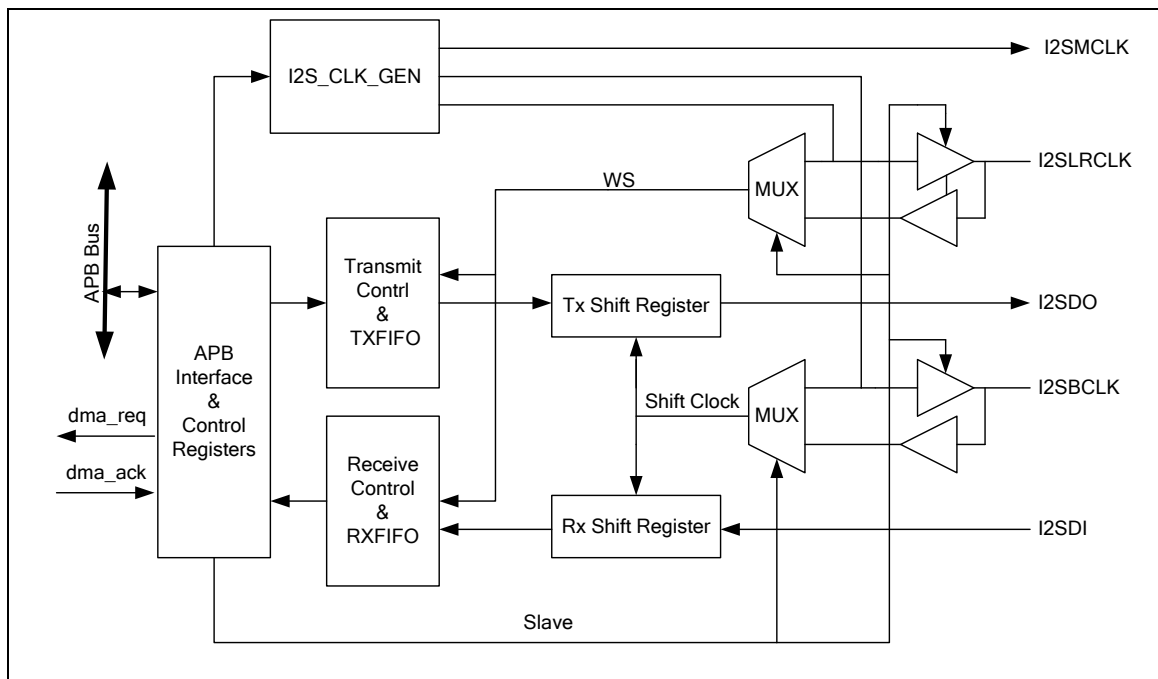 I2S_CLK_GEN
I2SMCLK
I2SLRCLK
WS
MUX
APB Bus
Transmit
Contrl
&
TXFIFO
Tx Shift Register
I2SDO
APB
Interface
&
Control
Registers
dma_req
dma_ack
Shift Clock
MUX
I2SBCLK
Receive
Control
&
RXFIFO
Rx Shift Register
I2SDI
Slave